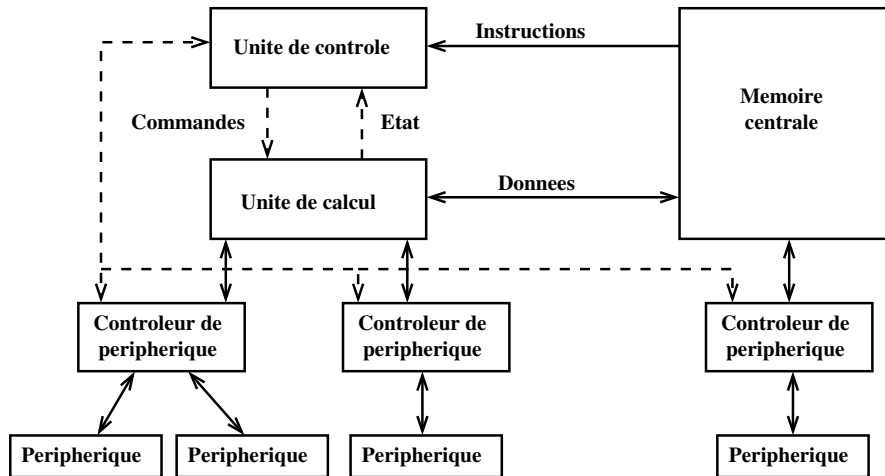 Unite de controle
Instructions
Memoire
centrale
Commandes
Etat
Unite de calcul
Donnees
Controleur de
peripherique
Controleur de
peripherique
Controleur de
peripherique
Peripherique
Peripherique
Peripherique
Peripherique